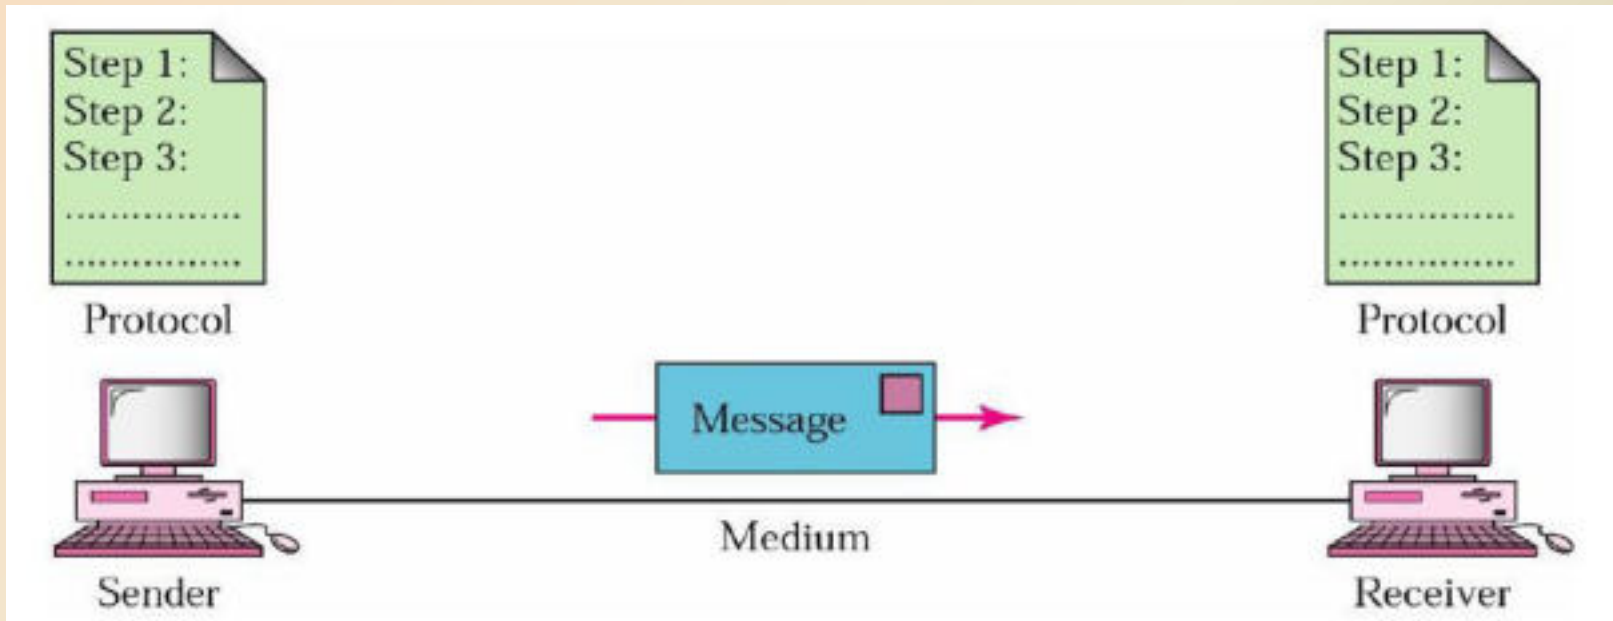 Step 1:
Step 2:
Step 3:
................
................
Protocol
Step 1:
Step 2:
Step 3:
................
................
Protocol
Message
Medium
Sender
Receiver